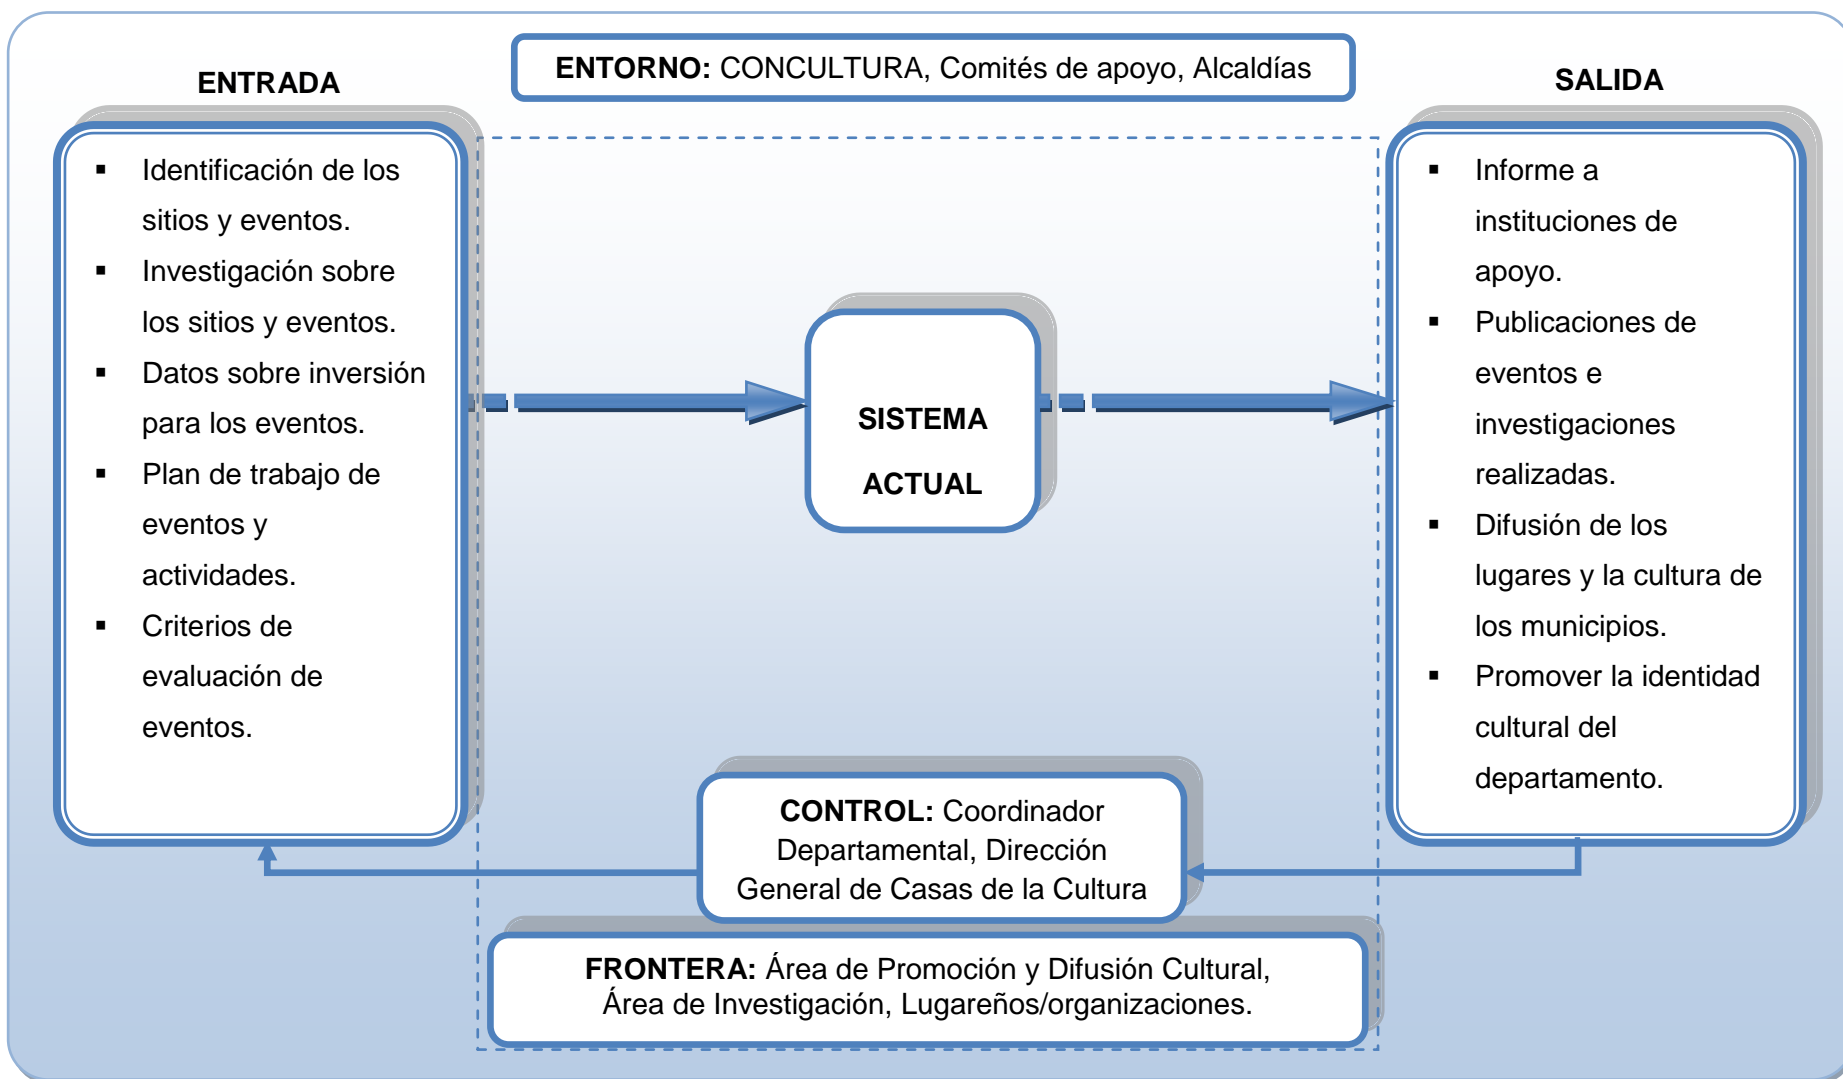 ENTORNO: CONCULTURA, Comités de apoyo, Alcaldías
ENTRADA
▪ Identificación de los
sitios y eventos.
▪ Investigación sobre
los sitios y eventos.
▪ Datos sobre inversión
para los eventos.
▪ Plan de trabajo de
eventos y
actividades.
▪ Criterios de
evaluación de
eventos.
SISTEMA
ACTUAL
SALIDA
▪ Informe a
instituciones de
apoyo.
▪ Publicaciones de
eventos e
investigaciones
realizadas.
▪ Difusión de los
lugares y la cultura de
los municipios.
▪ Promover la identidad
cultural del
departamento.
CONTROL: Coordinador
Departamental, Dirección
General de Casas de la Cultura
FRONTERA: Área de Promoción y Difusión Cultural,
Área de Investigación, Lugareños/organizaciones.